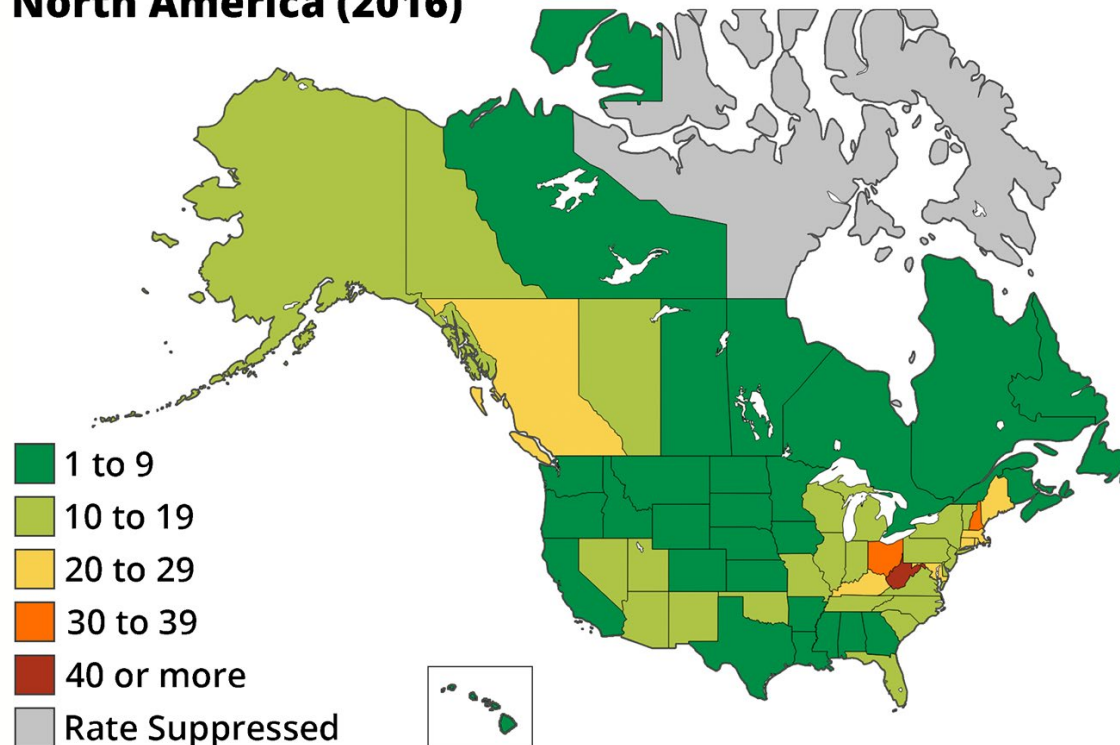 North America (2016)
1 to 9
10 to 19
20 to 29
30 to 39
40 or more
Rate Suppressed